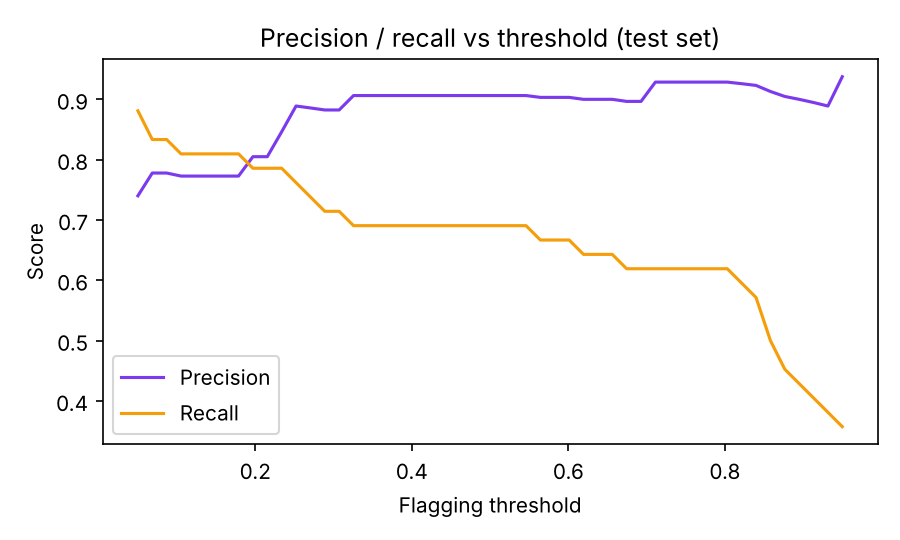 Precision / recall vs threshold (test set)
Score
0.9
0.8
0.7
0.6
0.5
0.4
Precision
Recall
0.2
0.4
0.6
0.8
Flagging threshold